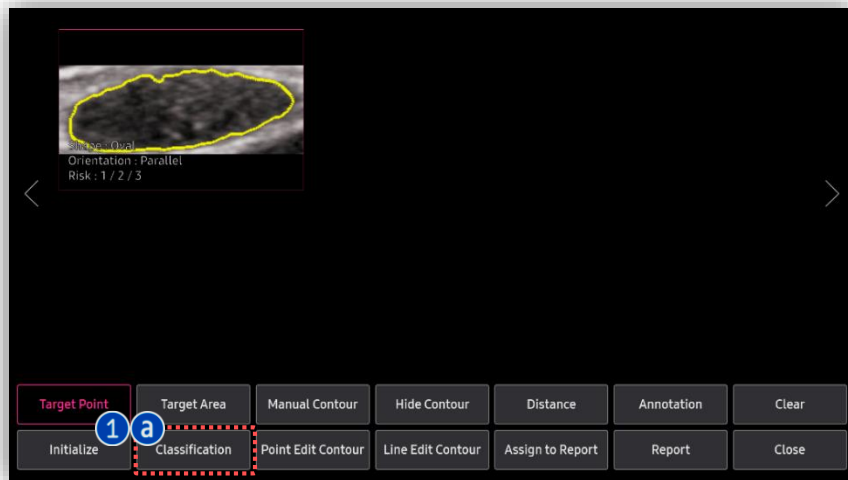 Shape : Oval
Orientation : Parallel
Risk : 1 / 2 / 3
Target Point
Target Area
Manual Contour
Hide Contour
Distance
Annotation
Clear
1 a
Initialize
Classification
Point Edit Contour
Line Edit Contour
Assign to Report
Report
Close